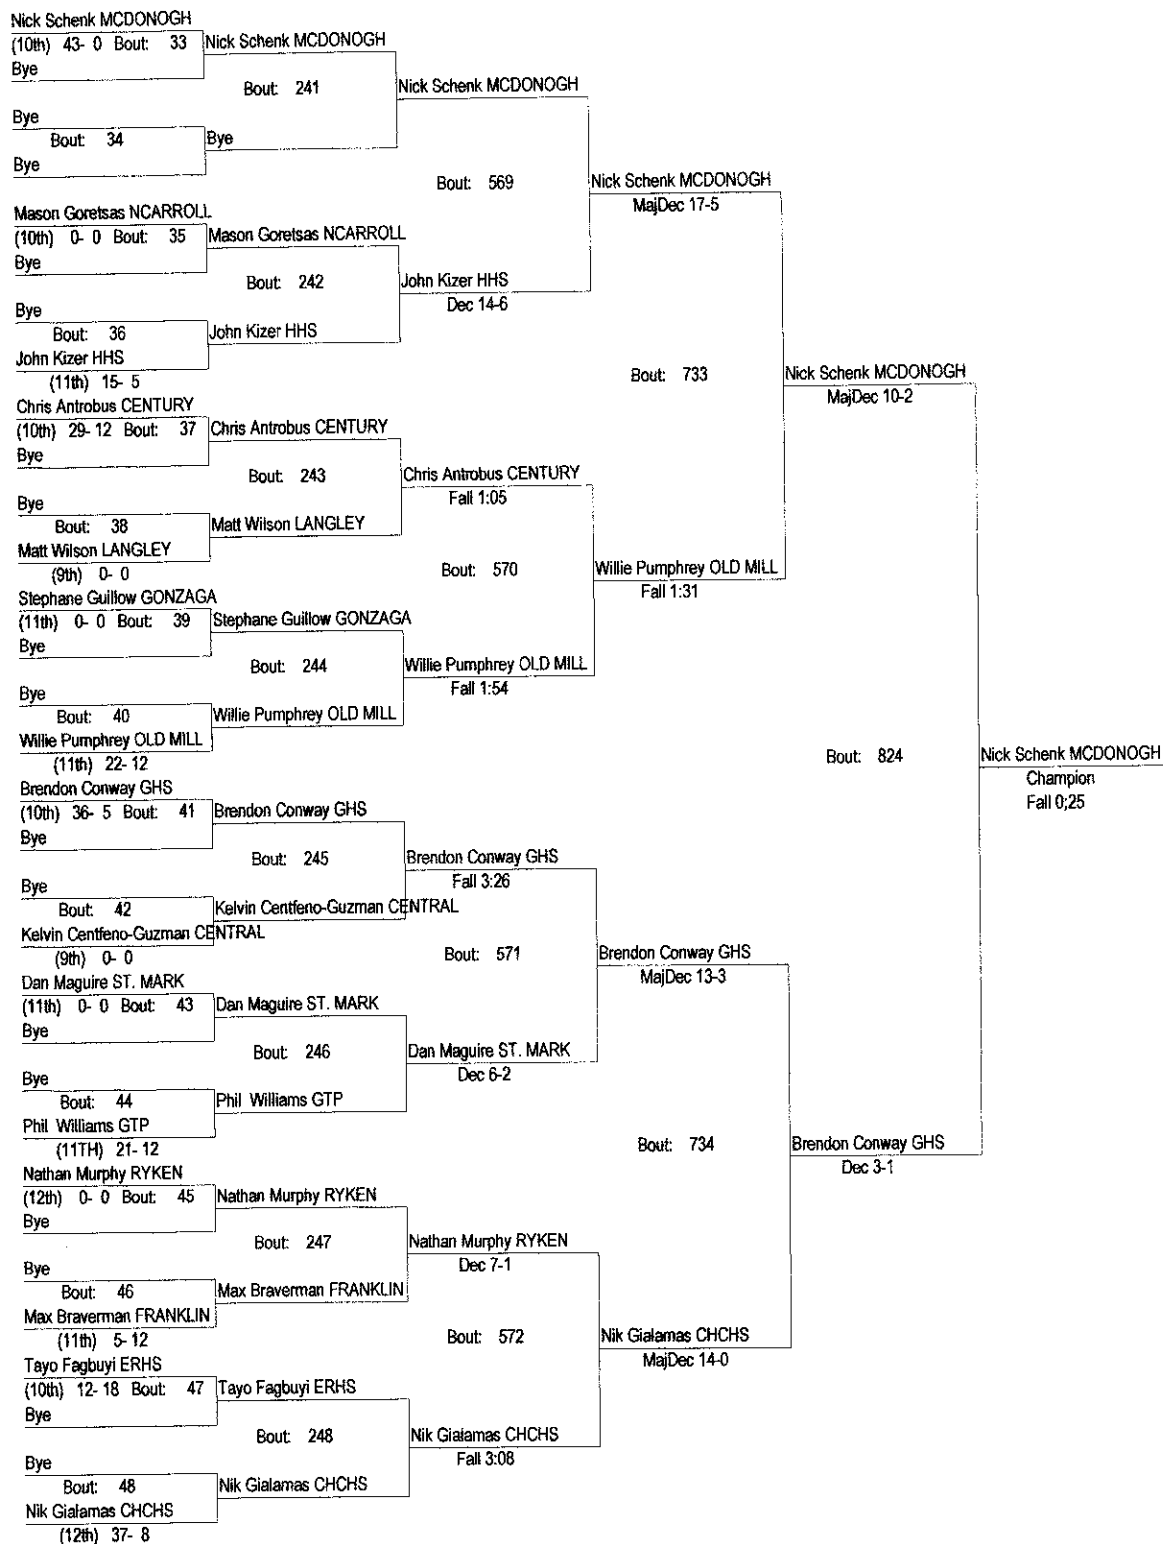 Nick Schenk MCDONOGH
(10th) 43- 0 Bout: 33
Bye
Bye
Bout: 34
Bye
Mason Goretsas NCARROLL
(10th) 0- 0 Bout: 35
Bye
Bye
Bout: 36
John Kizer HHS
(11th) 15- 5
Chris Antrobus CENTURY
(10th) 29- 12 Bout: 37
Bye
Bye
Bout: 38
Matt Wilson LANGLEY
(9th) 0- 0
Stephane Guillow GONZAGA
(11th) 0- 0 Bout: 39
Bye
Bye
Bout: 40
Willie Pumphrey OLD MILL
(11th) 22- 12
Brendon Conway GHS
(10th) 36- 5 Bout: 41
Bye
Bye
Bout: 42
Kelvin Centfeno-Guzman CENTRAL
(9th) 0- 0
Dan Maguire ST. MARK
(11th) 0- 0 Bout: 43
Bye
Bye
Bout: 44
Phil Williams GTP
(11TH) 21- 12
Nathan Murphy RYKEN
(12th) 0- 0 Bout: 45
Bye
Bye
Bout: 46
Max Braverman FRANKLIN
(11th) 5- 12
Tayo Fagbuyi ERHS
(10th) 12- 18 Bout: 47
Bye
Bye
Bout: 48
Nik Gialamas CHCHS
(12th) 37- 8
Nick Schenk MCDONOGH
Bout: 241
Bye
Mason Goretsas NCARROLL
Bout: 242
John Kizer HHS
Chris Antrobus CENTURY
Bout: 243
Matt Wilson LANGLEY
Stephane Guillow GONZAGA
Bout: 244
Willie Pumphrey OLD MILL
Brendon Conway GHS
Bout: 245
Kelvin Centfeno-Guzman CENTRAL
Dan Maguire ST. MARK
Bout: 246
Phil Williams GTP
Nathan Murphy RYKEN
Bout: 247
Max Braverman FRANKLIN
Tayo Fagbuyi ERHS
Bout: 248
Nik Gialamas CHCHS
Nick Schenk MCDONOGH
Bout: 569
John Kizer HHS
Dec 14-6
Chris Antrobus CENTURY
Fall 1:05
Bout: 570
Willie Pumphrey OLD MILL
Fall 1:54
Brendon Conway GHS
Fall 3:26
Bout: 571
Dan Maguire ST. MARK
Dec 6-2
Nathan Murphy RYKEN
Dec 7-1
Bout: 572
Nik Gialamas CHCHS
Fall 3:08
Nick Schenk MCDONOGH
MajDec 17-5
Bout: 733
Willie Pumphrey OLD MILL
Fall 1:31
Brendon Conway GHS
MajDec 13-3
Bout: 734
Nik Gialamas CHCHS
MajDec 14-0
Nick Schenk MCDONOGH
MajDec 10-2
Bout: 824
Brendon Conway GHS
Dec 3-1
Nick Schenk MCDONOGH
Champion
Fall 0;25